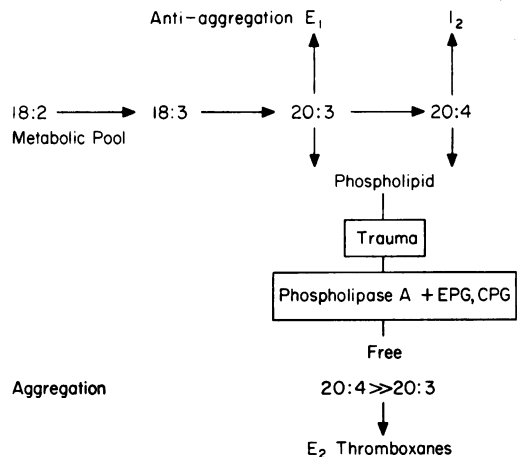 Anti-aggregation E₁ I₂
18:2 18:3 20:3 20:4
Metabolic Pool
Phospholipid
Trauma
Phospholipase A + EPG, CPG
Free
Aggregation 20:4≫20:3
E₂ Thromboxanes